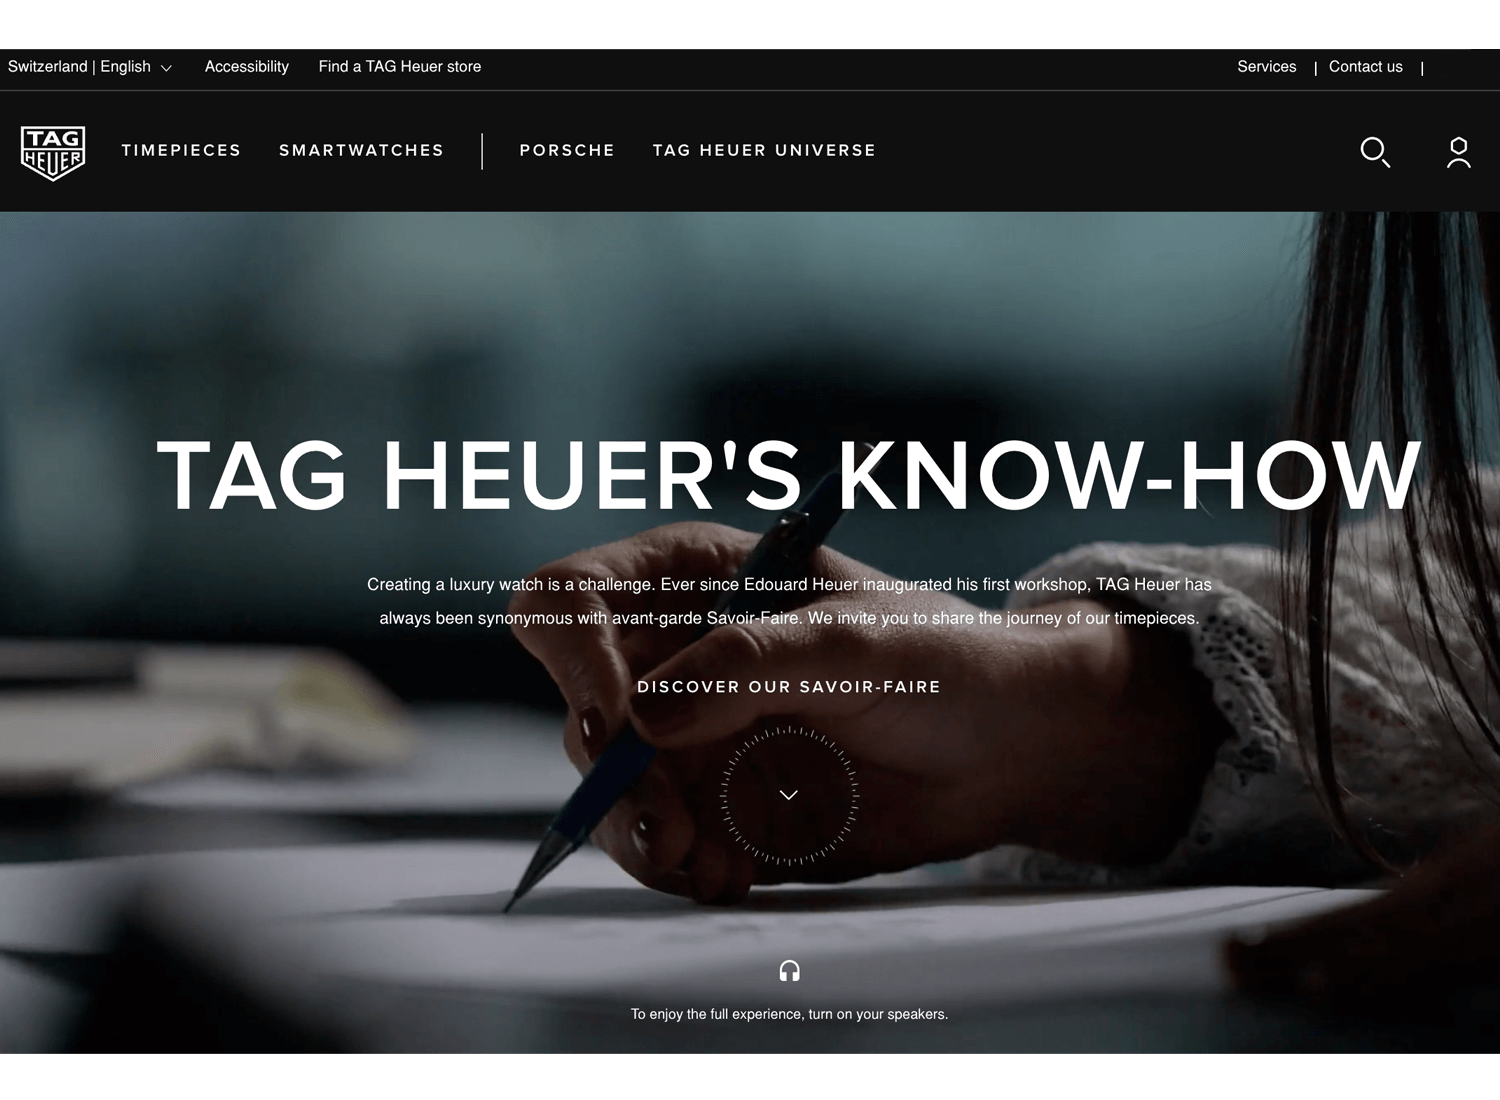 Switzerland | English
Accessibility
Find a TAG Heuer store
Services |
Contact us |
TAG
HEUER
TIMEPIECES
SMARTWATCHES
PORSCHE
TAG HEUER UNIVERSE
TAG HEUER'S KNOW-HOW
Creating a luxury watch is a challenge. Ever since Edouard Heuer inaugurated his first workshop, TAG Heuer has
always been synonymous with avant-garde Savoir-Faire. We invite you to share the journey of our timepieces.
DISCOVER OUR SAVOIR-FAIRE
To enjoy the full experience, turn on your speakers.